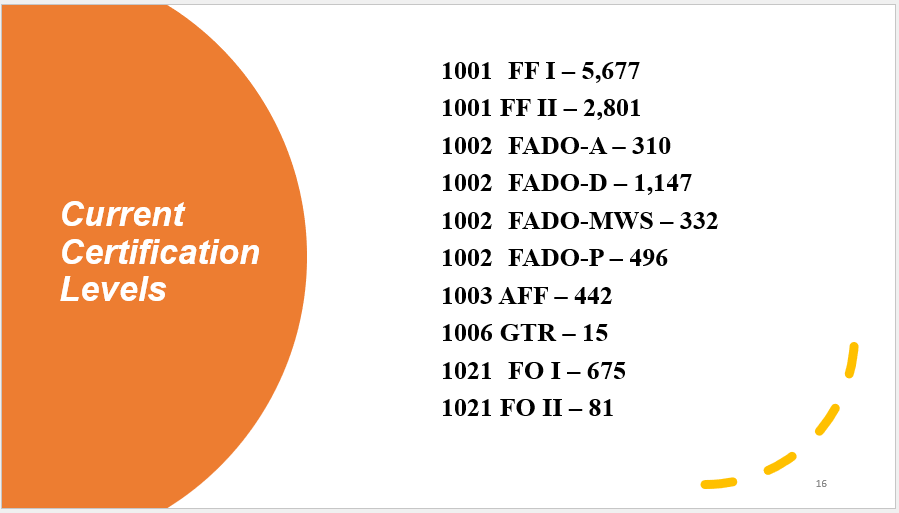 Current
Certification
Levels
1001 FF I – 5,677
1001 FF II – 2,801
1002 FADO-A – 310
1002 FADO-D – 1,147
1002 FADO-MWS – 332
1002 FADO-P – 496
1003 AFF – 442
1006 GTR – 15
1021 FO I – 675
1021 FO II – 81
16